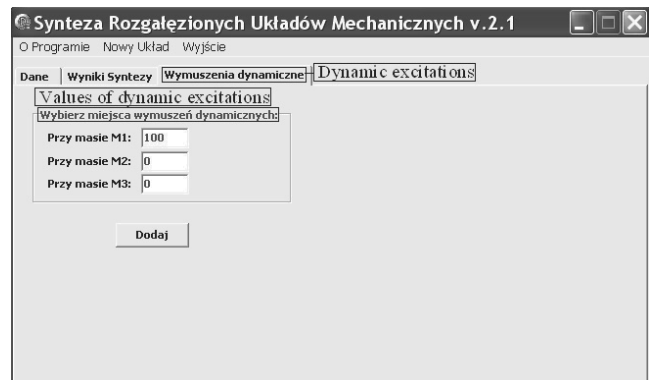 Synteza Rozgałęzionych Układów Mechanicznych v.2.1
O Programie Nowy Układ Wyjście
Dane Wyniki Syntezy Wymuszenia dynamiczne Dynamic excitations
Values of dynamic excitations
Wybierz miejsca wymuszeń dynamicznych:
Przy masie M1: 100
Przy masie M2: 0
Przy masie M3: 0
Dodaj